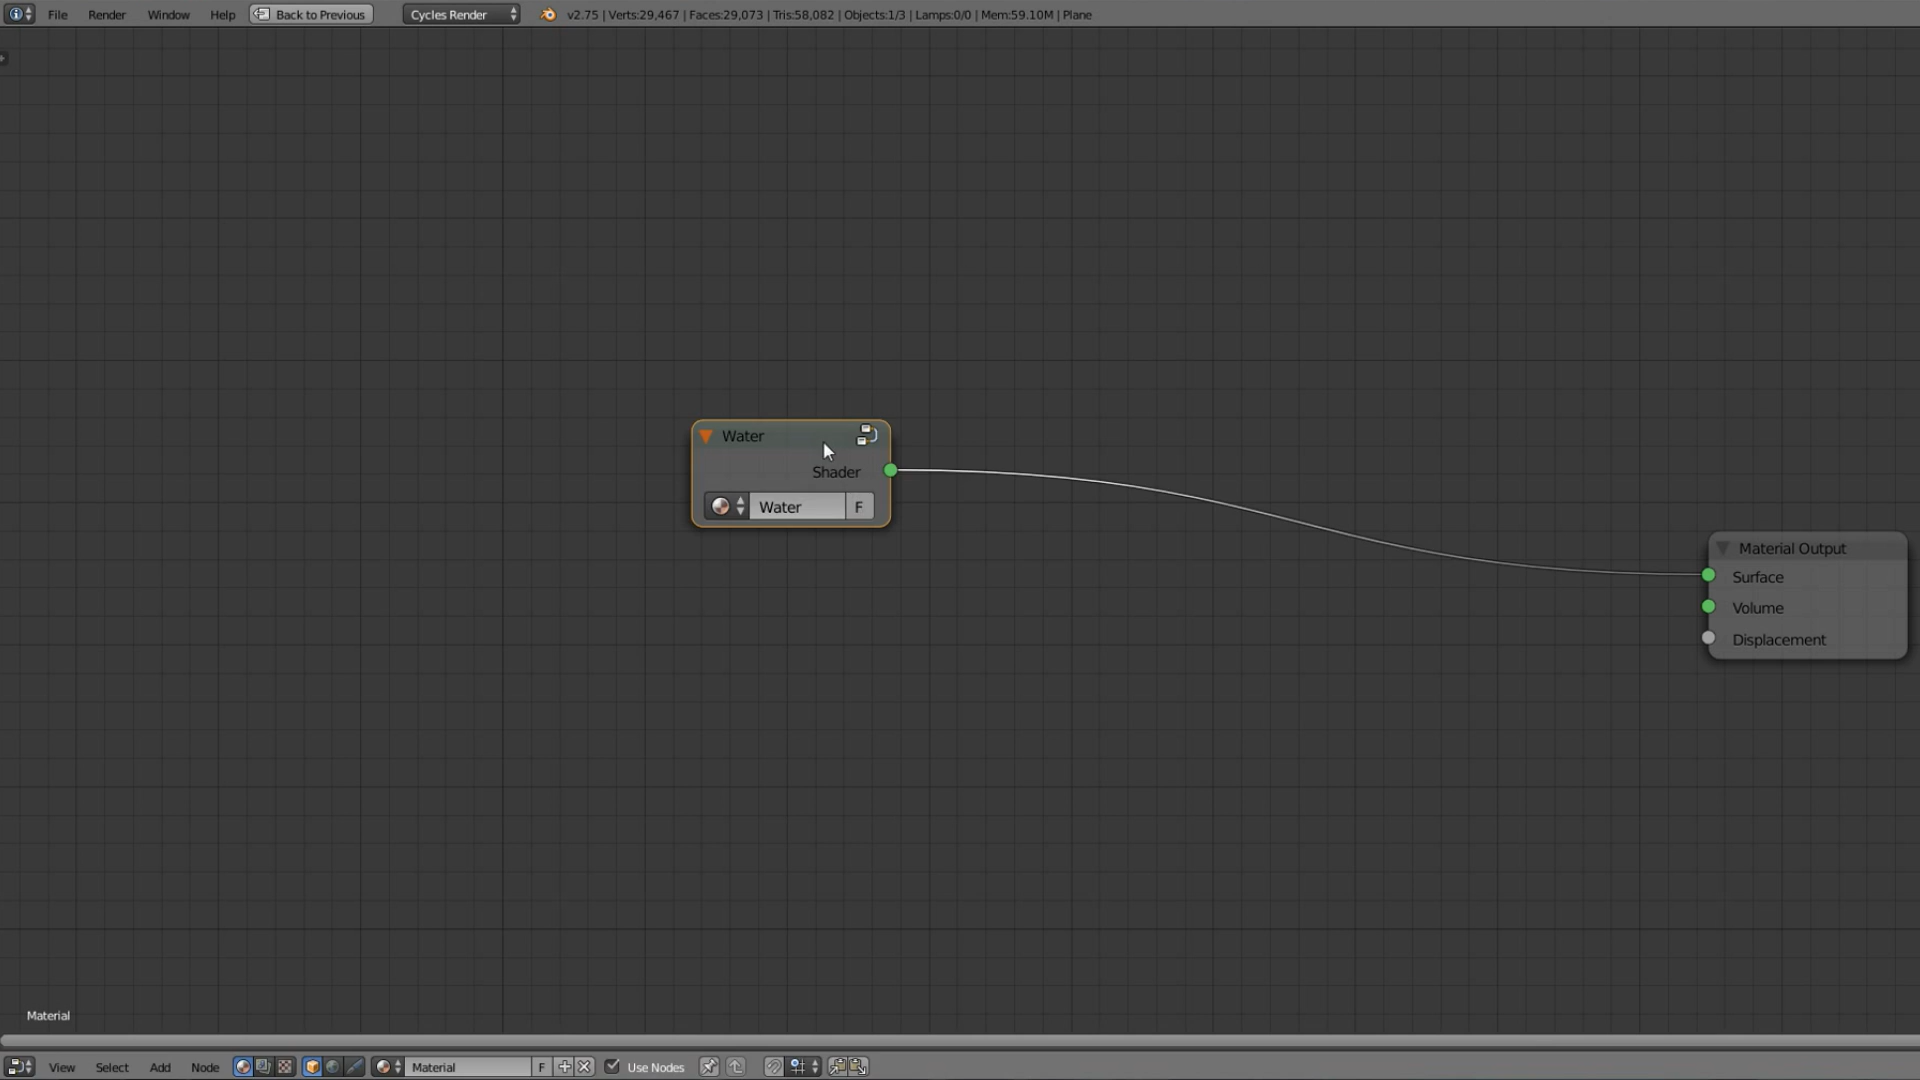 File Render Window Help Back to Previous Cycles Render v2.75 | Verts:29,467 | Faces:29,073 | Tris:58,082 | Objects:1/3 | Lamps:0/0 | Mem:59.10M | Plane
Water
Shader
Water F
Material Output
Surface
Volume
Displacement
Material
View Select Add Node Material F Use Nodes